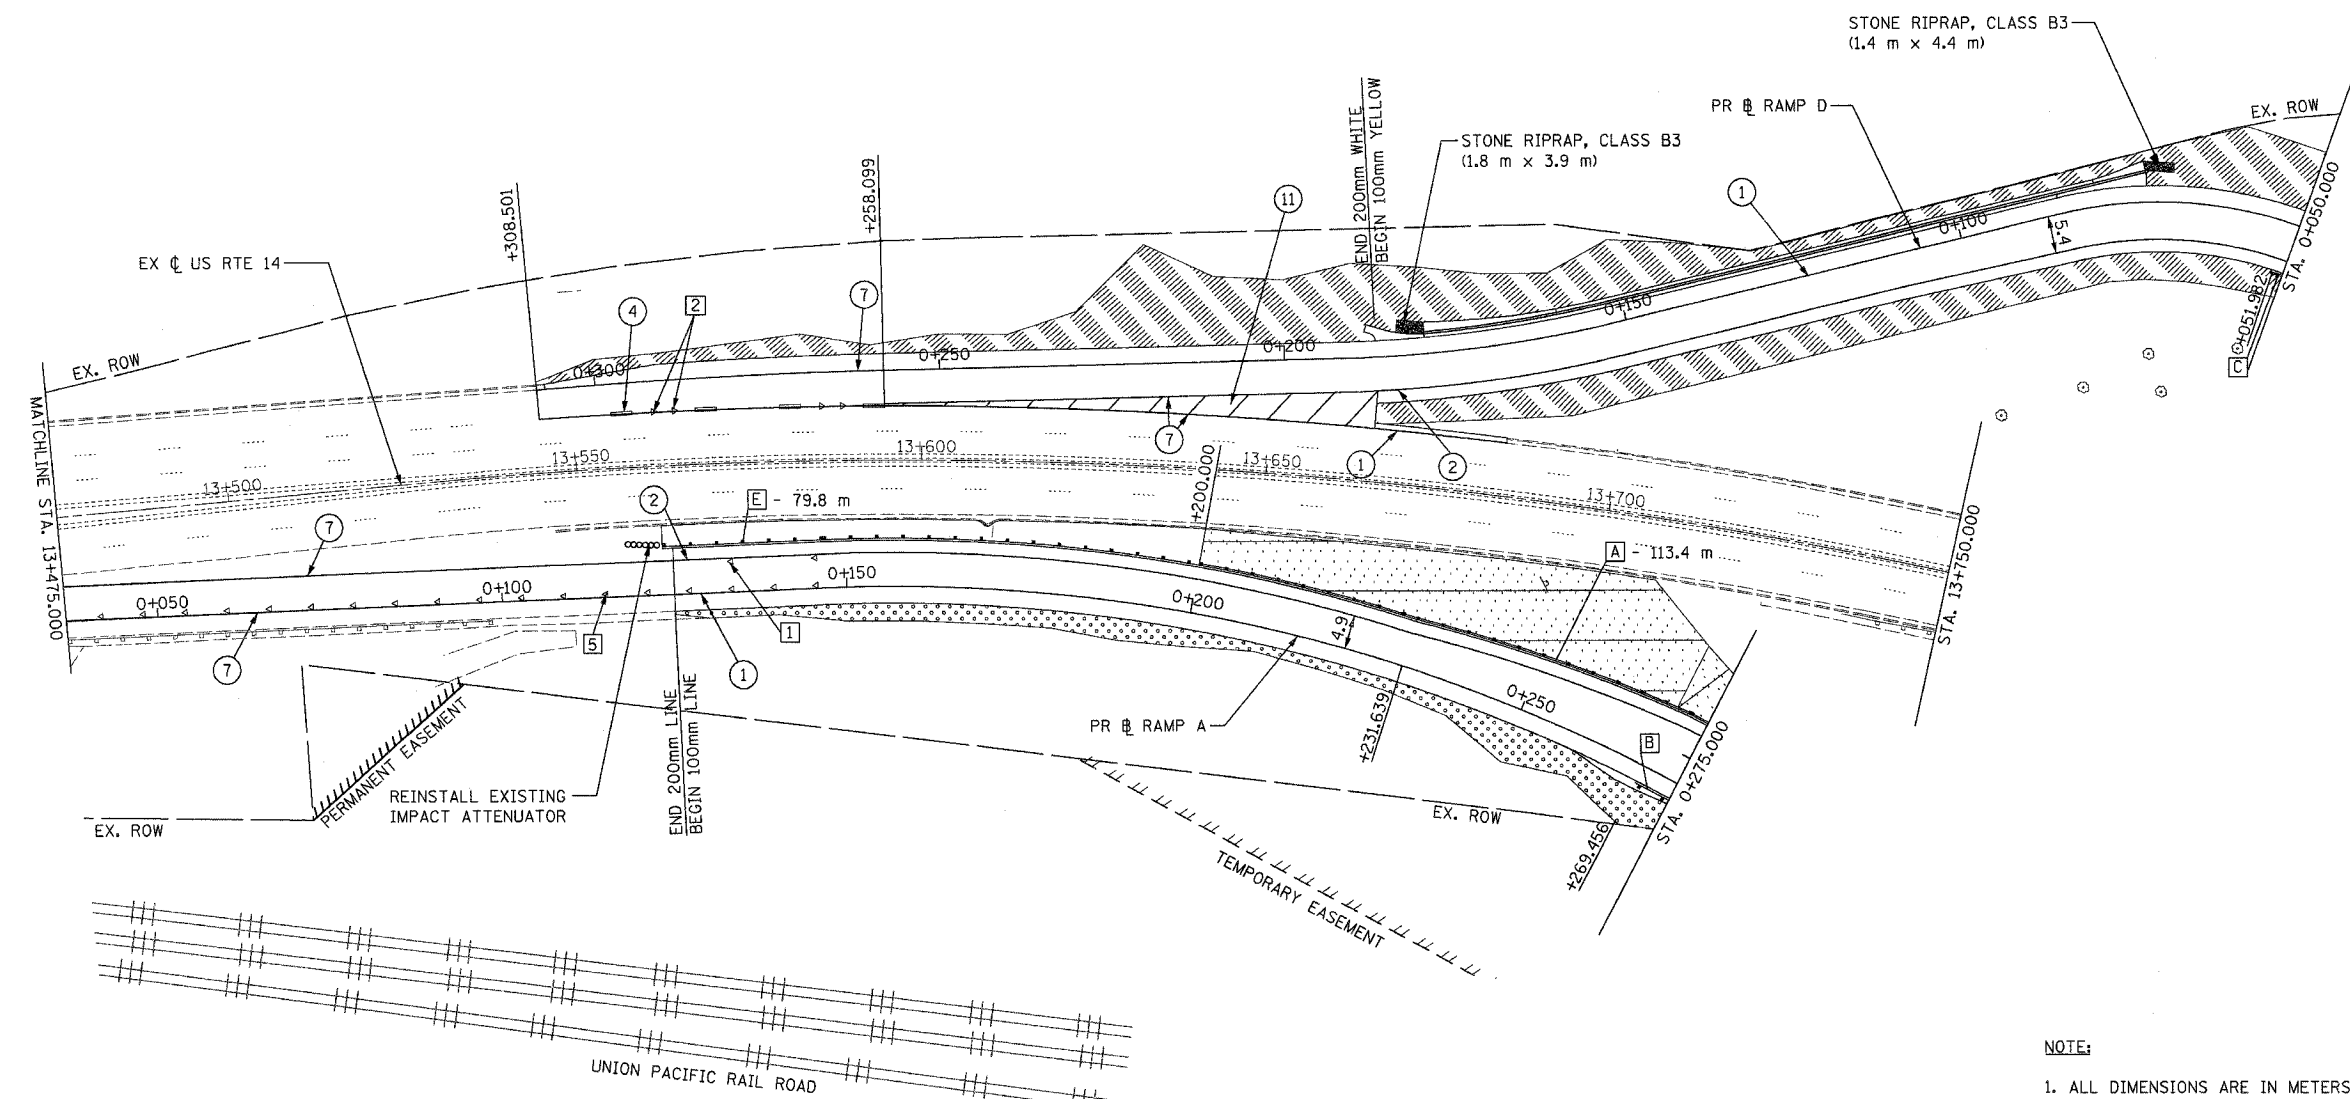 STONE RIPRAP, CLASS B3
(1.4 m x 4.4 m)
PR ℄ RAMP D
EX. ROW
STONE RIPRAP, CLASS B3
(1.8 m x 3.9 m)
END 200mm WHITE
BEGIN 100mm YELLOW
+308.501
+258.099
11
1
0+100
5.4
STA. 0+050.000
0+051.982
C
EX ℄ US RTE 14
4
2
7
0+150
EX. ROW
0+300
0+250
0+200
7
1
2
MATCHLINE STA. 13+475.000
13+500
13+550
13+600
13+650
13+700
+200.000
STA. 13+750.000
7
2
E - 79.8 m
A - 113.4 m
0+050
0+100
0+150
0+200
4.9
0+250
7
5
1
1
PR ℄ RAMP A
+231.639
B
STA. 0+275.000
+269.456
END 200mm LINE
BEGIN 100mm LINE
PERMANENT EASEMENT
REINSTALL EXISTING
IMPACT ATTENUATOR
EX. ROW
EX. ROW
TEMPORARY EASEMENT
UNION PACIFIC RAIL ROAD
NOTE:
1. ALL DIMENSIONS ARE IN METERS